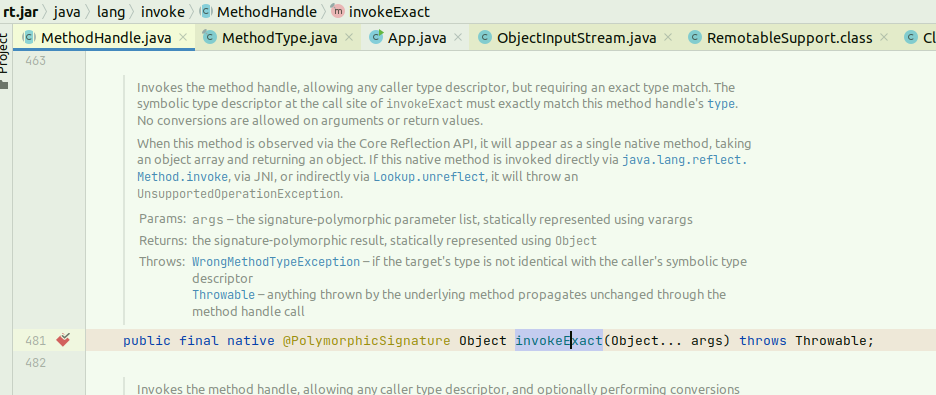 rt.jar java lang invoke MethodHandle invokeExact
Project
MethodHandle.java MethodType.java App.java ObjectInputStream.java RemotableSupport.class Cl
463
Invokes the method handle, allowing any caller type descriptor, but requiring an exact type match. The
symbolic type descriptor at the call site of invokeExact must exactly match this method handle's type.
No conversions are allowed on arguments or return values.
When this method is observed via the Core Reflection API, it will appear as a single native method, taking
an object array and returning an object. If this native method is invoked directly via java.lang.reflect.
Method.invoke, via JNI, or indirectly via Lookup.unreflect, it will throw an
UnsupportedOperationException.
Params: args – the signature-polymorphic parameter list, statically represented using varargs
Returns: the signature-polymorphic result, statically represented using Object
Throws: WrongMethodTypeException – if the target's type is not identical with the caller's symbolic type
descriptor
Throwable – anything thrown by the underlying method propagates unchanged through the
method handle call
481 public final native @PolymorphicSignature Object invokeExact(Object... args) throws Throwable;
482
Invokes the method handle, allowing any caller type descriptor, and optionally performing conversions